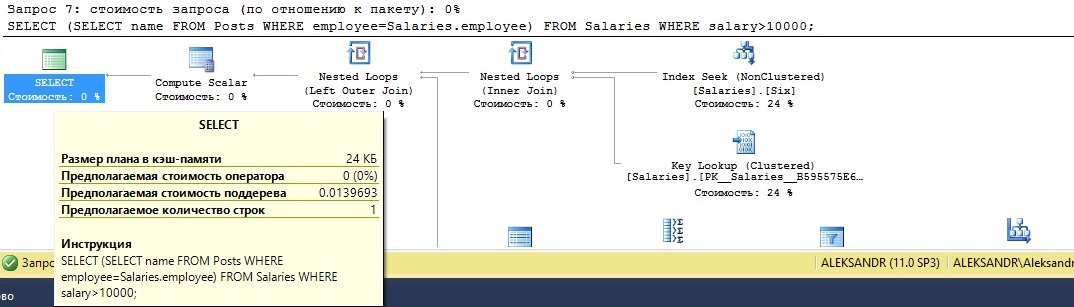 Запрос 7: стоимость запроса (по отношению к пакету): 0%
SELECT (SELECT name FROM Posts WHERE employee=Salaries.employee) FROM Salaries WHERE salary>10000;
SELECT
Стоимость: 0 %
Compute Scalar
Стоимость: 0 %
Nested Loops
(Left Outer Join)
Стоимость: 0 %
Nested Loops
(Inner Join)
Стоимость: 0 %
Index Seek (NonClustered)
[Salaries].[Six]
Стоимость: 24 %
Key Lookup (Clustered)
[Salaries].[PK__Salaries__B595575E6…
Стоимость: 24 %
SELECT
Размер плана в кэш-памяти 24 КБ
Предполагаемая стоимость оператора 0 (0%)
Предполагаемая стоимость поддерева 0.0139693
Предполагаемое количество строк 1
Инструкция
SELECT (SELECT name FROM Posts WHERE
employee=Salaries.employee) FROM Salaries WHERE
salary>10000;
ALEKSANDR (11.0 SP3)
ALEKSANDR\Aleksandr